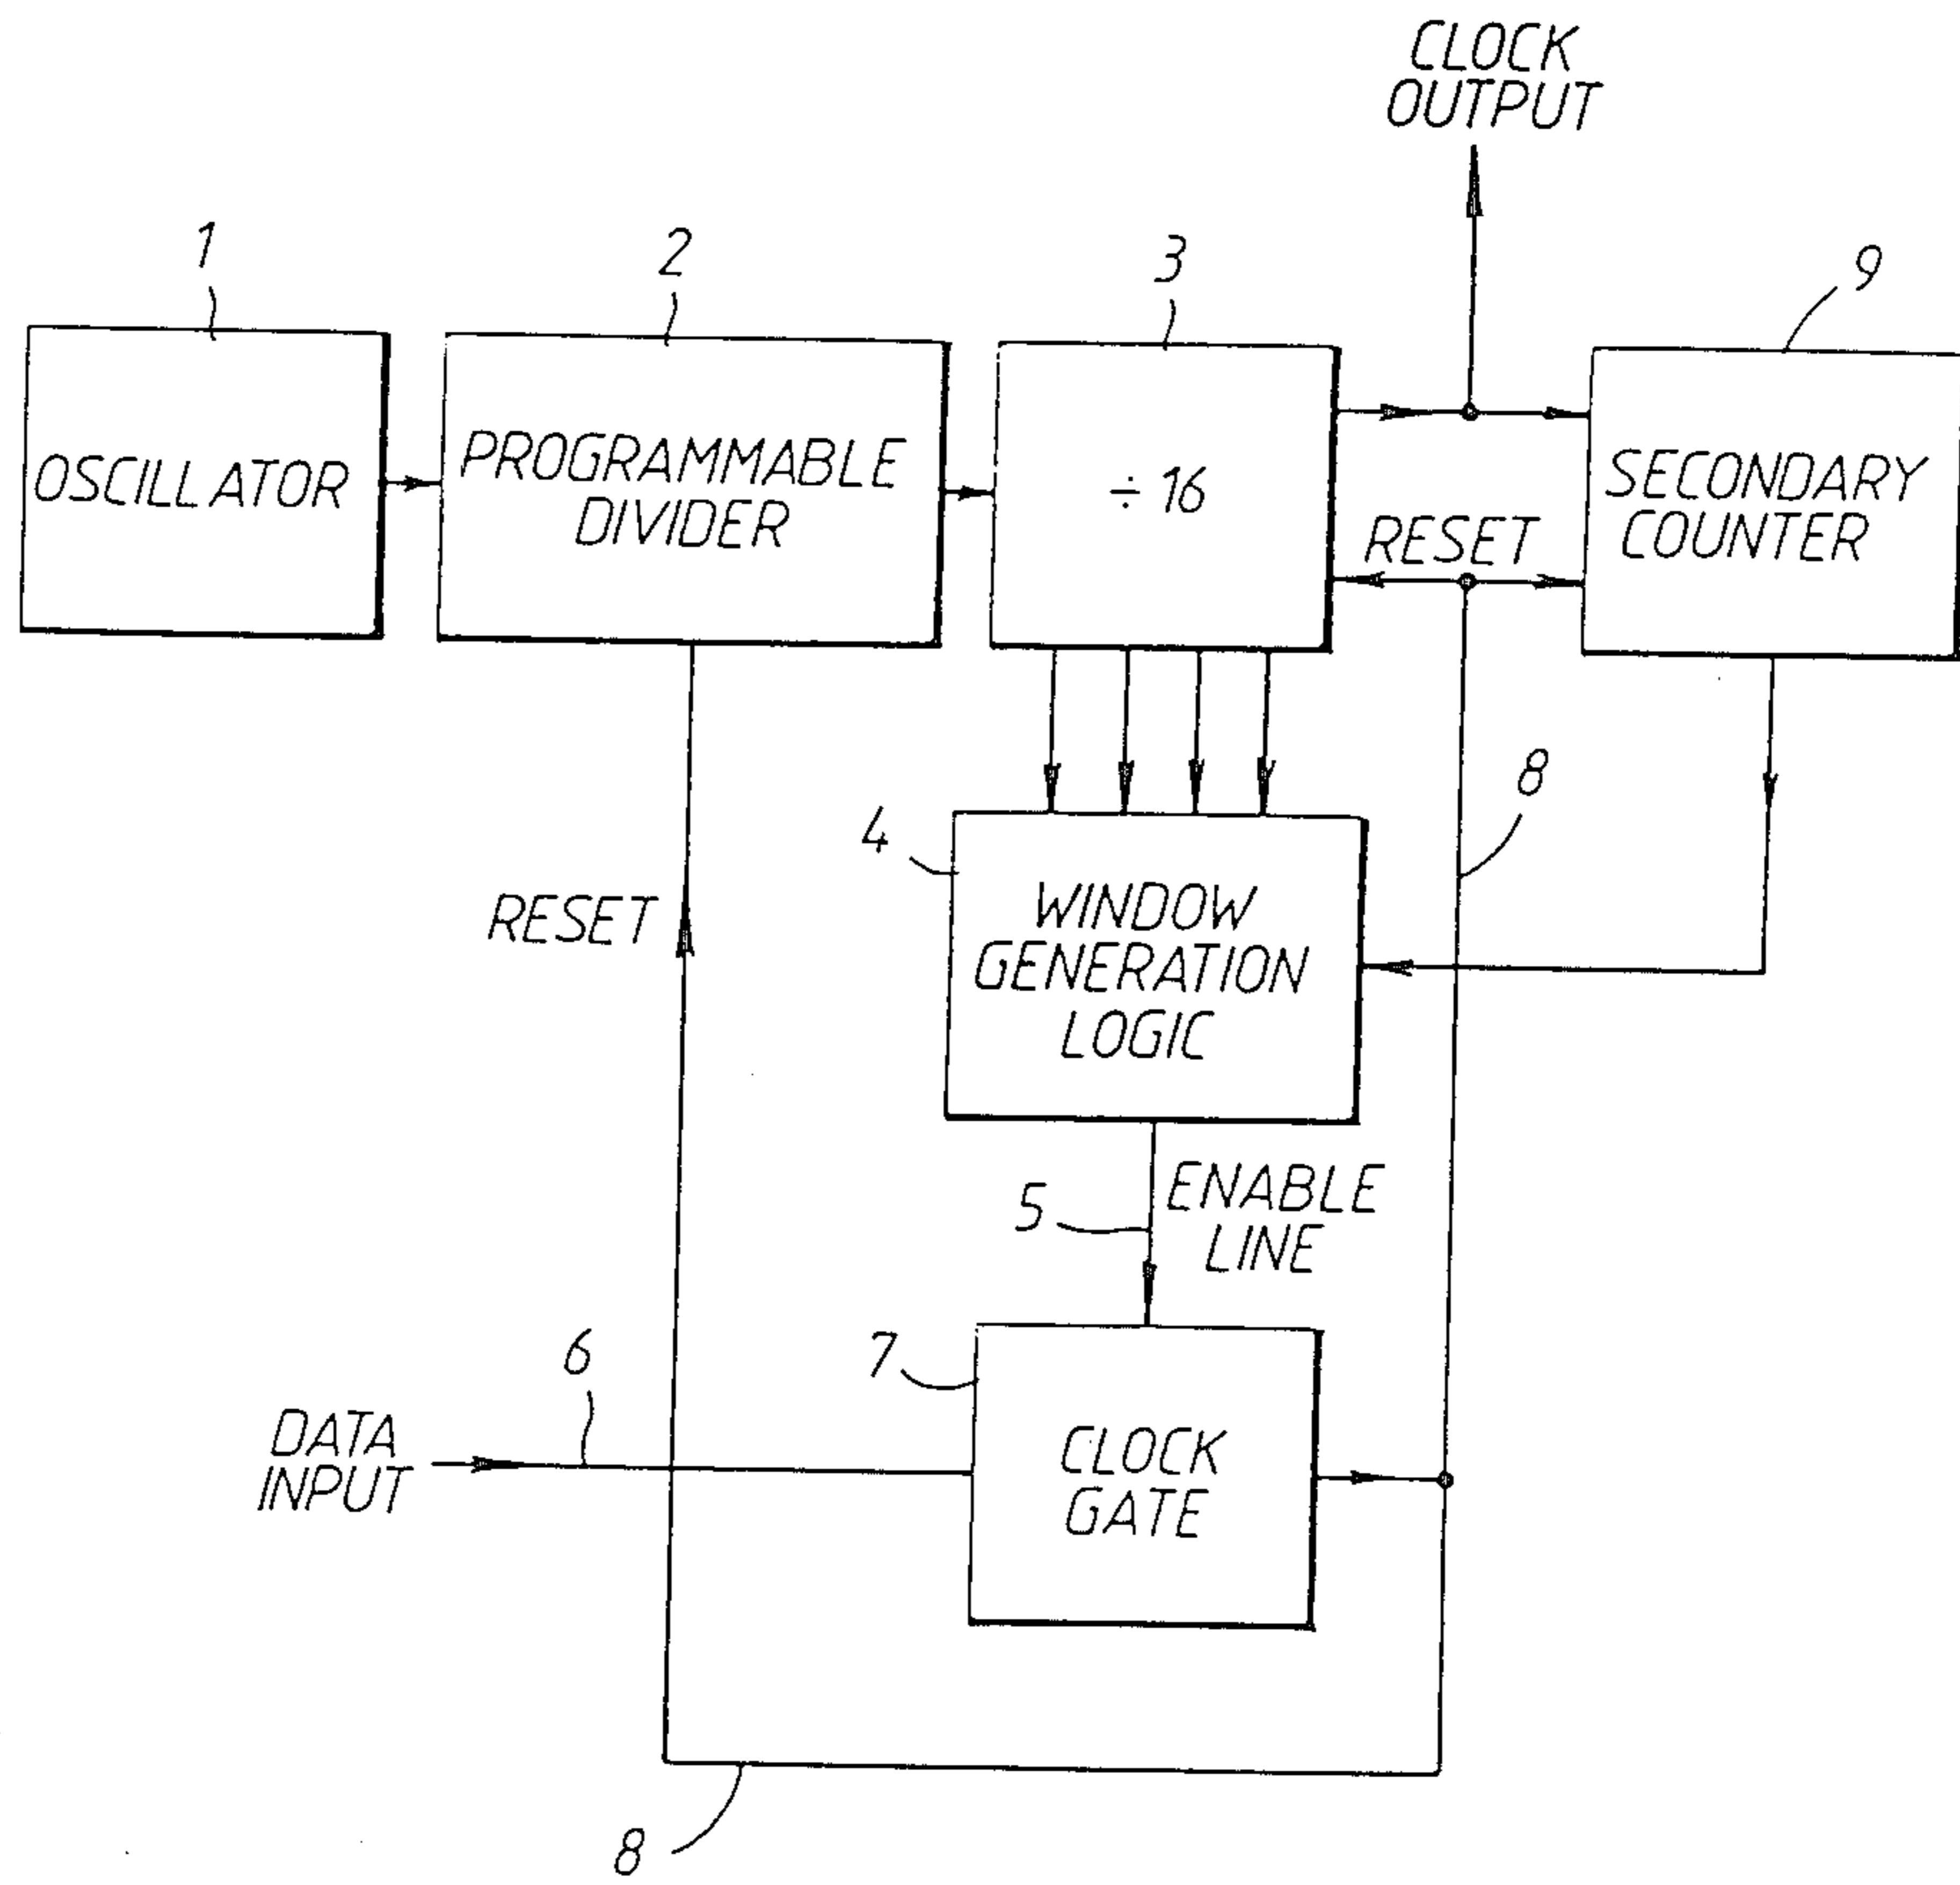 CLOCK
OUTPUT
1
2
3
9
OSCILLATOR
PROGRAMMABLE
DIVIDER
÷ 16
SECONDARY
COUNTER
RESET
8
4
WINDOW
GENERATION
LOGIC
RESET
5
ENABLE
LINE
6
7
DATA
INPUT
CLOCK
GATE
8